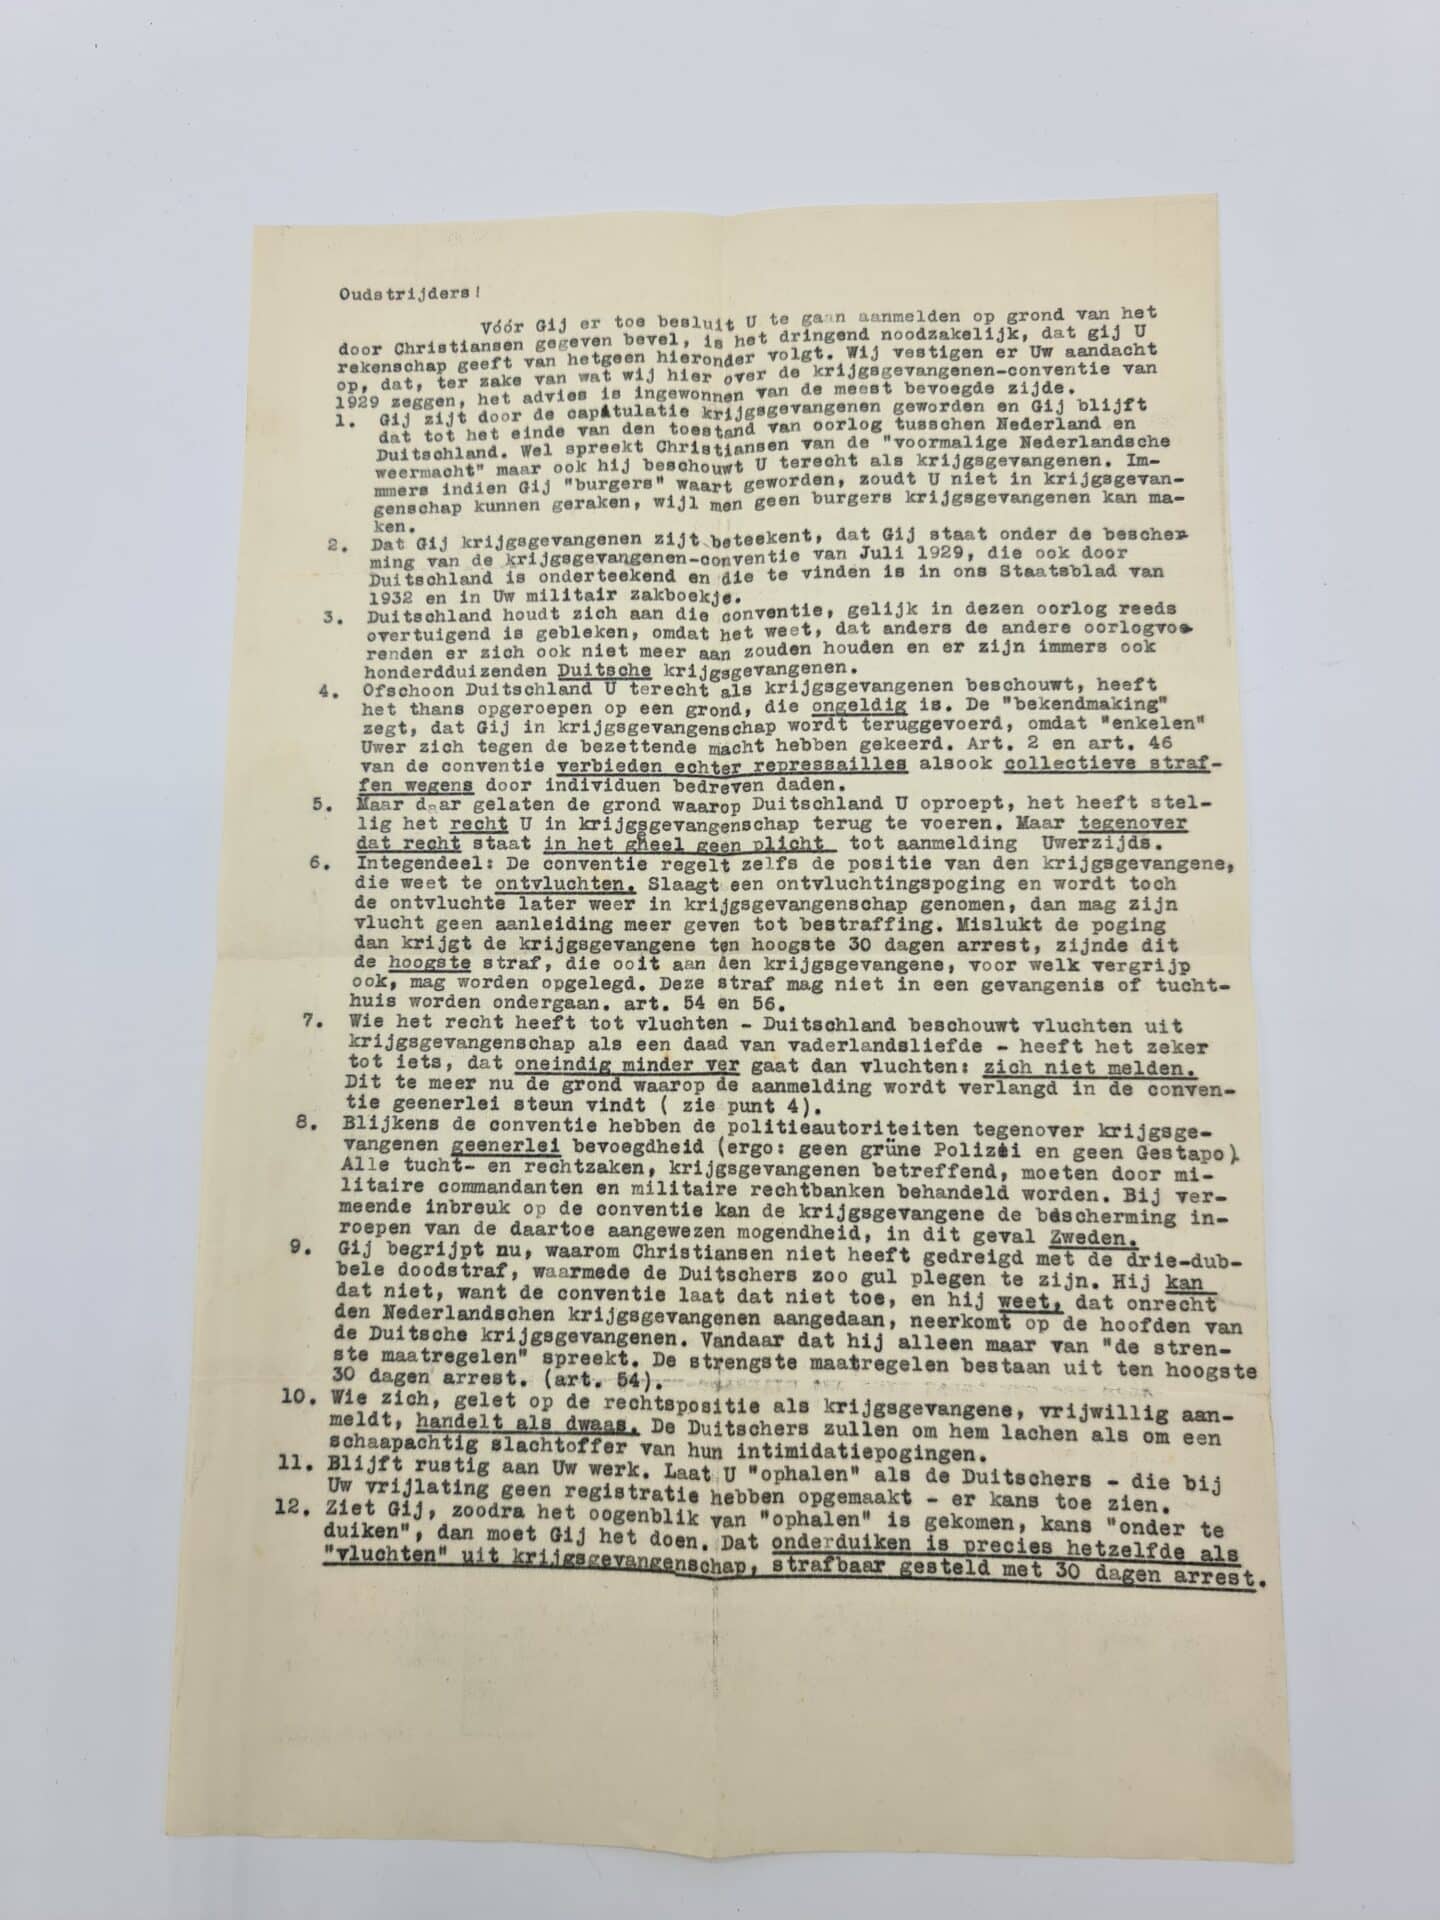 Oudstrijders!
Vóór Gij er toe besluit U te gaan aanmelden op grond van het
door Christiansen gegeven bevel, is het dringend noodzakelijk, dat gij U
rekenschap geeft van hetgeen hieronder volgt. Wij vestigen er Uw aandacht
op, dat, ter zake van wat wij hier over de krijgsgevangenen-conventie van
1929 zeggen, het advies is ingewonnen van de meest bevoegde zijde.
1. Gij zijt door de capitulatie krijgsgevangenen geworden en Gij blijft
dat tot het einde van den toestand van oorlog tusschen Nederland en
Duitschland. Wel spreekt Christiansen van de "voormalige Nederlandsche
weermacht" maar ook hij beschouwt U terecht als krijgsgevangenen. Im-
mmers indien Gij "burgers" waart geworden, zoudt U niet in krijgsgevan-
genschap kunnen geraken, wijl men geen burgers krijgsgevangenen kan ma-
ken.
2. Dat Gij krijgsgevangenen zijt beteekent, dat Gij staat onder de bescher
ming van de krijgsgevangenen-conventie van Juli 1929, die ook door
Duitschland is onderteekend en die te vinden is in ons Staatsblad van
1932 en in Uw militair zakboekje.
3. Duitschland houdt zich aan die conventie, gelijk in dezen oorlog reeds
overtuigend is gebleken, omdat het weet, dat anders de andere oorlogvoe
renden er zich ook niet meer aan zouden houden en er zijn immers ook
honderdduizenden Duitsche krijgsgevangenen.
4. Ofschoon Duitschland U terecht als krijgsgevangenen beschouwt, heeft
het thans opgeroepen op een grond, die ongeldig is. De "bekendmaking"
zegt, dat Gij in krijgsgevangenschap wordt teruggevoerd, omdat "enkelen"
Uwer zich tegen de bezettende macht hebben gekeerd. Art. 2 en art. 46
van de conventie verbieden echter repressailles alsook collectieve straf-
fen wegens door individuen bedreven daden.
5. Maar daar gelaten de grond waarop Duitschland U oproept, het heeft stel-
lig het recht U in krijgsgevangenschap terug te voeren. Maar tegenover
dat recht staat in het gheel geen plicht tot aanmelding Uwerzijds.
6. Integendeel: De conventie regelt zelfs de positie van den krijgsgevangene,
die weet te ontvluchten. Slaagt een ontvluchtingspoging en wordt toch
de ontvluchte later weer in krijgsgevangenschap genomen, dan mag zijn
vlucht geen aanleiding meer geven tot bestraffing. Mislukt de poging
dan krijgt de krijgsgevangene ten hoogste 30 dagen arrest, zijnde dit
de hoogste straf, die ooit aan den krijgsgevangene, voor welk vergrijp
ook, mag worden opgelegd. Deze straf mag niet in een gevangenis of tucht-
huis worden ondergaan. art. 54 en 56.
7. Wie het recht heeft tot vluchten - Duitschland beschouwt vluchten uit
krijgsgevangenschap als een daad van vaderlandsliefde - heeft het zeker
tot iets, dat oneindig minder ver gaat dan vluchten: zich niet melden.
Dit te meer nu de grond waarop de aanmelding wordt verlangd in de conven-
tie geenerlei steun vindt ( zie punt 4).
8. Blijkens de conventie hebben de politieautoriteiten tegenover krijgsge-
vangenen geenerlei bevoegdheid (ergo: geen grüne Polizei en geen Gestapo)
Alle tucht- en rechtzaken, krijgsgevangenen betreffend, moeten door mi-
litaire commandanten en militaire rechtbanken behandeld worden. Bij ver-
meende inbreuk op de conventie kan de krijgsgevangene de bescherming in-
roepen van de daartoe aangewezen mogendheid, in dit geval Zweden.
9. Gij begrijpt nu, waarom Christiansen niet heeft gedreigd met de drie-dub-
bele doodstraf, waarmede de Duitschers zoo gul plegen te zijn. Hij kan
dat niet, want de conventie laat dat niet toe, en hij weet, dat onrecht
den Nederlandschen krijgsgevangenen aangedaan, neerkomt op de hoofden van
de Duitsche krijgsgevangenen. Vandaar dat hij alleen maar van "de stren-
ste maatregelen" spreekt. De strengste maatregelen bestaan uit ten hoogste
30 dagen arrest. (art. 54).
10. Wie zich, gelet op de rechtspositie als krijgsgevangene, vrijwillig aan-
meldt, handelt als dwaas. De Duitschers zullen om hem lachen als om een
schaapachtig slachtoffer van hun intimidatiepogingen.
11. Blijft rustig aan Uw werk. Laat U "ophalen" als de Duitschers - die bij
Uw vrijlating geen registratie hebben opgemaakt - er kans toe zien.
12. Ziet Gij, zoodra het oogenblik van "ophalen" is gekomen, kans "onder te
duiken", dan moet Gij het doen. Dat onderduiken is precies hetzelfde als
"vluchten" uit krijgsgevangenschap, strafbaar gesteld met 30 dagen arrest.